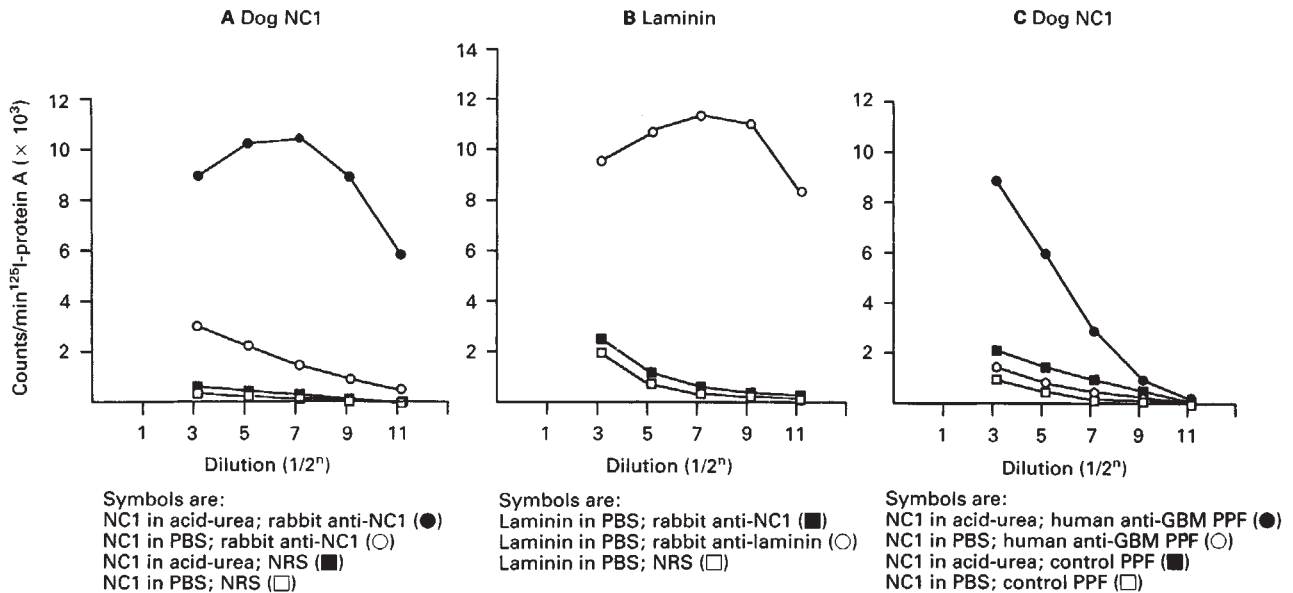 A Dog NC1
Counts/min¹²⁵I-protein A (× 10³)
12
10
8
6
4
2
1 3 5 7 9 11
Dilution (1/2ⁿ)
Symbols are:
NC1 in acid-urea; rabbit anti-NC1 (●)
NC1 in PBS; rabbit anti-NC1 (○)
NC1 in acid-urea; NRS (■)
NC1 in PBS; NRS (□)
B Laminin
14
12
10
8
6
4
2
1 3 5 7 9 11
Dilution (1/2ⁿ)
Symbols are:
Laminin in PBS; rabbit anti-NC1 (■)
Laminin in PBS; rabbit anti-laminin (○)
Laminin in PBS; NRS (□)
C Dog NC1
12
10
8
6
4
2
1 3 5 7 9 11
Dilution (1/2ⁿ)
Symbols are:
NC1 in acid-urea; human anti-GBM PPF (●)
NC1 in PBS; human anti-GBM PPF (○)
NC1 in acid-urea; control PPF (■)
NC1 in PBS; control PPF (□)